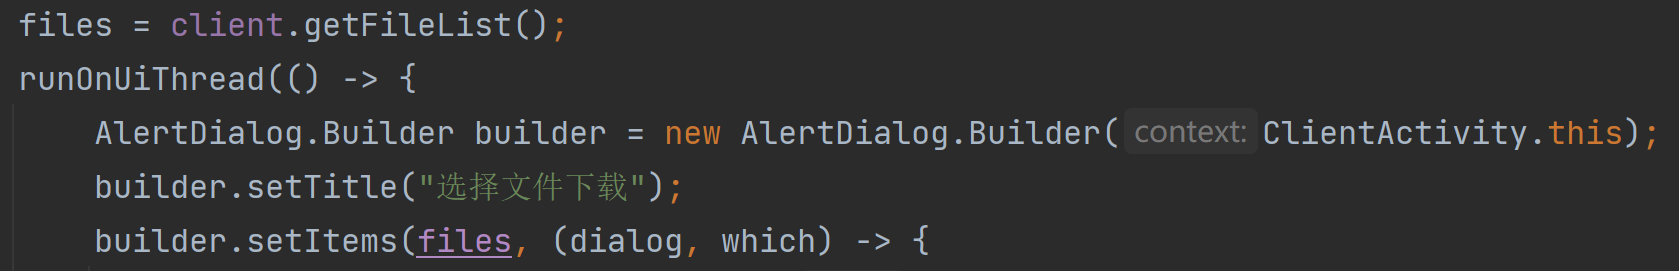 files = client.getFileList();
runOnUiThread(() -> {
AlertDialog.Builder builder = new AlertDialog.Builder( context: ClientActivity.this);
builder.setTitle("选择文件下载");
builder.setItems(files, (dialog, which) -> {